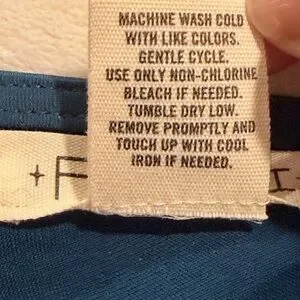 MACHINE WASH COLD
WITH LIKE COLORS.
GENTLE CYCLE.
USE ONLY NON-CHLORINE
BLEACH IF NEEDED.
TUMBLE DRY LOW.
REMOVE PROMPTLY AND
TOUCH UP WITH COOL
IRON IF NEEDED.